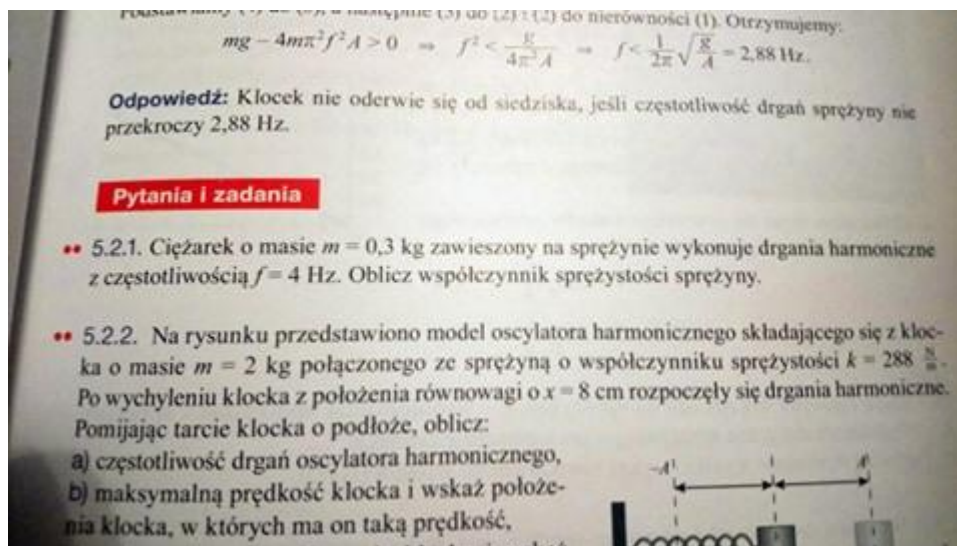 (2) do nierówności (1). Otrzymujemy:
mg − 4mπ²f²A > 0 ⇒ f² < g/4π²A ⇒ f < 1/2π √g/A = 2,88 Hz.
Odpowiedź: Klocek nie oderwie się od siedziska, jeśli częstotliwość drgań sprężyny nie
przekroczy 2,88 Hz.
Pytania i zadania
•• 5.2.1. Ciężarek o masie m = 0,3 kg zawieszony na sprężynie wykonuje drgania harmoniczne
z częstotliwością f = 4 Hz. Oblicz współczynnik sprężystości sprężyny.
•• 5.2.2. Na rysunku przedstawiono model oscylatora harmonicznego składającego się z kloc-
ka o masie m = 2 kg połączonego ze sprężyną o współczynniku sprężystości k = 288 N/m.
Po wychyleniu klocka z położenia równowagi o x = 8 cm rozpoczęły się drgania harmoniczne.
Pomijając tarcie klocka o podłoże, oblicz:
a) częstotliwość drgań oscylatora harmonicznego,
b) maksymalną prędkość klocka i wskaż położe-
nia klocka, w których ma on taką prędkość,
-A A